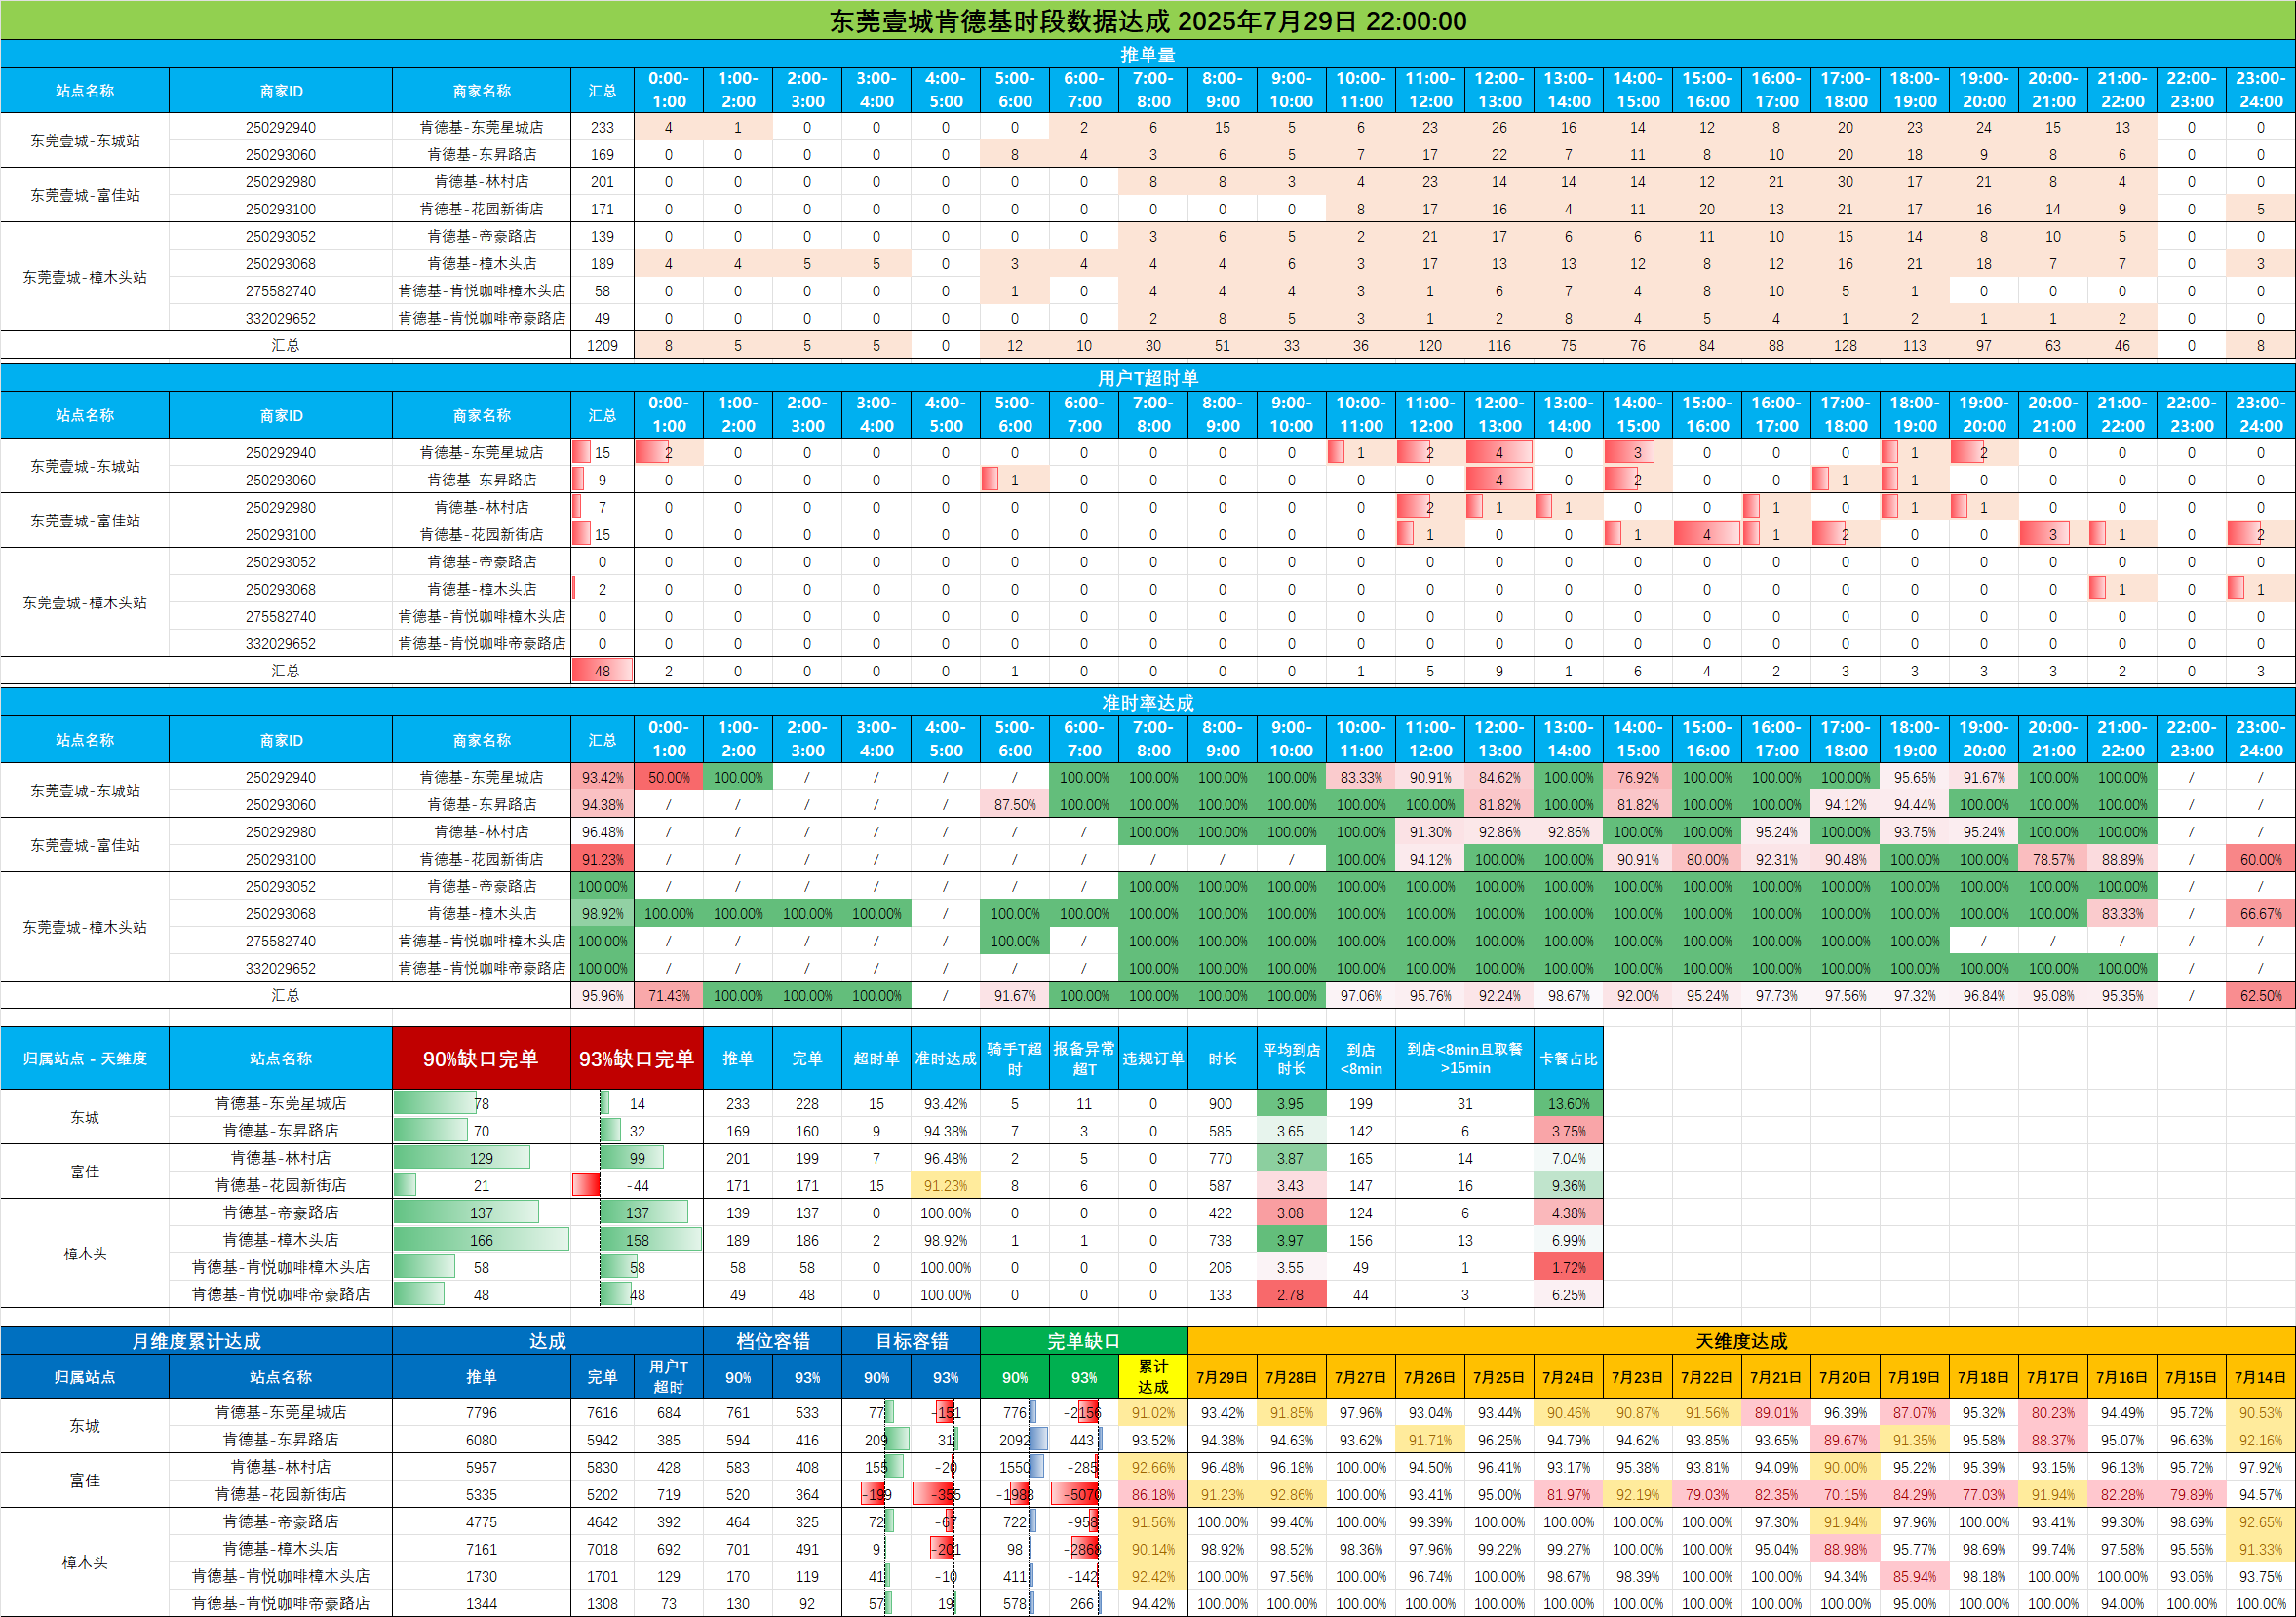 东莞壹城肯德基时段数据达成 2025年7月29日 22:00:00
推单量
站点名称 商家ID 商家名称 汇总 0:00-1:00 1:00-2:00 2:00-3:00 3:00-4:00 4:00-5:00 5:00-6:00 6:00-7:00 7:00-8:00 8:00-9:00 9:00-10:00 10:00-11:00 11:00-12:00 12:00-13:00 13:00-14:00 14:00-15:00 15:00-16:00 16:00-17:00 17:00-18:00 18:00-19:00 19:00-20:00 20:00-21:00 21:00-22:00 22:00-23:00 23:00-24:00
东莞壹城-东城站 250292940 肯德基-东莞星城店 233 4 1 0 0 0 0 2 6 15 5 6 23 26 16 14 12 8 20 23 24 15 13 0 0
250293060 肯德基-东昇路店 169 0 0 0 0 0 8 4 3 6 5 7 17 22 7 11 8 10 20 18 9 8 6 0 0
东莞壹城-富佳站 250292980 肯德基-林村店 201 0 0 0 0 0 0 0 8 8 3 4 23 14 14 14 12 21 30 17 21 8 4 0 0
250293100 肯德基-花园新街店 171 0 0 0 0 0 0 0 0 0 0 8 17 16 4 11 20 13 21 17 16 14 9 0 5
东莞壹城-樟木头站 250293052 肯德基-帝豪路店 139 0 0 0 0 0 0 0 3 6 5 2 21 17 6 6 11 10 15 14 8 10 5 0 0
250293068 肯德基-樟木头店 189 4 4 5 5 0 3 4 4 4 6 3 17 13 13 12 8 12 16 21 18 7 7 0 3
275582740 肯德基-肯悦咖啡樟木头店 58 0 0 0 0 0 1 0 4 4 4 3 1 6 7 4 8 10 5 1 0 0 0 0 0
332029652 肯德基-肯悦咖啡帝豪路店 49 0 0 0 0 0 0 0 2 8 5 3 1 2 8 4 5 4 1 2 1 1 2 0 0
汇总 1209 8 5 5 5 0 12 10 30 51 33 36 120 116 75 76 84 88 128 113 97 63 46 0 8
用户T超时单
站点名称 商家ID 商家名称 汇总 0:00-1:00 1:00-2:00 2:00-3:00 3:00-4:00 4:00-5:00 5:00-6:00 6:00-7:00 7:00-8:00 8:00-9:00 9:00-10:00 10:00-11:00 11:00-12:00 12:00-13:00 13:00-14:00 14:00-15:00 15:00-16:00 16:00-17:00 17:00-18:00 18:00-19:00 19:00-20:00 20:00-21:00 21:00-22:00 22:00-23:00 23:00-24:00
东莞壹城-东城站 250292940 肯德基-东莞星城店 15 2 0 0 0 0 0 0 0 0 0 1 2 4 0 3 0 0 0 1 2 0 0 0 0
250293060 肯德基-东昇路店 9 0 0 0 0 0 1 0 0 0 0 0 0 4 0 2 0 0 1 1 0 0 0 0 0
东莞壹城-富佳站 250292980 肯德基-林村店 7 0 0 0 0 0 0 0 0 0 0 0 2 1 1 0 0 1 0 1 1 0 0 0 0
250293100 肯德基-花园新街店 15 0 0 0 0 0 0 0 0 0 0 0 1 0 0 1 4 1 2 0 0 3 1 0 2
东莞壹城-樟木头站 250293052 肯德基-帝豪路店 0 0 0 0 0 0 0 0 0 0 0 0 0 0 0 0 0 0 0 0 0 0 0 0 0
250293068 肯德基-樟木头店 2 0 0 0 0 0 0 0 0 0 0 0 0 0 0 0 0 0 0 0 0 0 1 0 1
275582740 肯德基-肯悦咖啡樟木头店 0 0 0 0 0 0 0 0 0 0 0 0 0 0 0 0 0 0 0 0 0 0 0 0 0
332029652 肯德基-肯悦咖啡帝豪路店 0 0 0 0 0 0 0 0 0 0 0 0 0 0 0 0 0 0 0 0 0 0 0 0 0
汇总 48 2 0 0 0 0 1 0 0 0 0 1 5 9 1 6 4 2 3 3 3 3 2 0 3
准时率达成
站点名称 商家ID 商家名称 汇总 0:00-1:00 1:00-2:00 2:00-3:00 3:00-4:00 4:00-5:00 5:00-6:00 6:00-7:00 7:00-8:00 8:00-9:00 9:00-10:00 10:00-11:00 11:00-12:00 12:00-13:00 13:00-14:00 14:00-15:00 15:00-16:00 16:00-17:00 17:00-18:00 18:00-19:00 19:00-20:00 20:00-21:00 21:00-22:00 22:00-23:00 23:00-24:00
东莞壹城-东城站 250292940 肯德基-东莞星城店 93.42% 50.00% 100.00% / / / / 100.00% 100.00% 100.00% 100.00% 83.33% 90.91% 84.62% 100.00% 76.92% 100.00% 100.00% 100.00% 95.65% 91.67% 100.00% 100.00% / /
250293060 肯德基-东昇路店 94.38% / / / / / 87.50% 100.00% 100.00% 100.00% 100.00% 100.00% 100.00% 81.82% 100.00% 81.82% 100.00% 100.00% 94.12% 94.44% 100.00% 100.00% 100.00% / /
东莞壹城-富佳站 250292980 肯德基-林村店 96.48% / / / / / / / 100.00% 100.00% 100.00% 100.00% 91.30% 92.86% 92.86% 100.00% 100.00% 95.24% 100.00% 93.75% 95.24% 100.00% 100.00% / /
250293100 肯德基-花园新街店 91.23% / / / / / / / / / / 100.00% 94.12% 100.00% 100.00% 90.91% 80.00% 92.31% 90.48% 100.00% 100.00% 78.57% 88.89% / 60.00%
东莞壹城-樟木头站 250293052 肯德基-帝豪路店 100.00% / / / / / / / 100.00% 100.00% 100.00% 100.00% 100.00% 100.00% 100.00% 100.00% 100.00% 100.00% 100.00% 100.00% 100.00% 100.00% 100.00% / /
250293068 肯德基-樟木头店 98.92% 100.00% 100.00% 100.00% 100.00% / 100.00% 100.00% 100.00% 100.00% 100.00% 100.00% 100.00% 100.00% 100.00% 100.00% 100.00% 100.00% 100.00% 100.00% 100.00% 100.00% 83.33% / 66.67%
275582740 肯德基-肯悦咖啡樟木头店 100.00% / / / / / 100.00% / 100.00% 100.00% 100.00% 100.00% 100.00% 100.00% 100.00% 100.00% 100.00% 100.00% 100.00% 100.00% / / / / /
332029652 肯德基-肯悦咖啡帝豪路店 100.00% / / / / / / / 100.00% 100.00% 100.00% 100.00% 100.00% 100.00% 100.00% 100.00% 100.00% 100.00% 100.00% 100.00% 100.00% 100.00% 100.00% / /
汇总 95.96% 71.43% 100.00% 100.00% 100.00% / 91.67% 100.00% 100.00% 100.00% 100.00% 97.06% 95.76% 92.24% 98.67% 92.00% 95.24% 97.73% 97.56% 97.32% 96.84% 95.08% 95.35% / 62.50%
归属站点 - 天维度 站点名称 90%缺口完单 93%缺口完单 推单 完单 超时单 准时达成 骑手T超时 报备异常超T 违规订单 时长 平均到店时长 到店<8min 到店<8min且取餐>15min 卡餐占比
东城 肯德基-东莞星城店 78 14 233 228 15 93.42% 5 11 0 900 3.95 199 31 13.60%
肯德基-东昇路店 70 32 169 160 9 94.38% 7 3 0 585 3.65 142 6 3.75%
富佳 肯德基-林村店 129 99 201 199 7 96.48% 2 5 0 770 3.87 165 14 7.04%
肯德基-花园新街店 21 -44 171 171 15 91.23% 8 6 0 587 3.43 147 16 9.36%
樟木头 肯德基-帝豪路店 137 137 139 137 0 100.00% 0 0 0 422 3.08 124 6 4.38%
肯德基-樟木头店 166 158 189 186 2 98.92% 1 1 0 738 3.97 156 13 6.99%
肯德基-肯悦咖啡樟木头店 58 58 58 58 0 100.00% 0 0 0 206 3.55 49 1 1.72%
肯德基-肯悦咖啡帝豪路店 48 48 49 48 0 100.00% 0 0 0 133 2.78 44 3 6.25%
月维度累计达成 达成 档位容错 目标容错 完单缺口 天维度达成
归属站点 站点名称 推单 完单 用户T超时 90% 93% 90% 93% 90% 93% 累计达成 7月29日 7月28日 7月27日 7月26日 7月25日 7月24日 7月23日 7月22日 7月21日 7月20日 7月19日 7月18日 7月17日 7月16日 7月15日 7月14日
东城 肯德基-东莞星城店 7796 7616 684 761 533 77 -151 776 -2156 91.02% 93.42% 91.85% 97.96% 93.04% 93.44% 90.46% 90.87% 91.56% 89.01% 96.39% 87.07% 95.32% 80.23% 94.49% 95.72% 90.53%
肯德基-东昇路店 6080 5942 385 594 416 209 31 2092 443 93.52% 94.38% 94.63% 93.62% 91.71% 96.25% 94.79% 94.62% 93.85% 93.65% 89.67% 91.35% 95.58% 88.37% 95.07% 96.63% 92.16%
富佳 肯德基-林村店 5957 5830 428 583 408 155 -20 1550 -285 92.66% 96.48% 96.18% 100.00% 94.50% 96.41% 93.17% 95.38% 93.81% 94.09% 90.00% 95.22% 95.39% 93.15% 96.13% 95.72% 97.92%
肯德基-花园新街店 5335 5202 719 520 364 -199 -355 -1988 -5070 86.18% 91.23% 92.86% 100.00% 93.41% 95.00% 81.97% 92.19% 79.03% 82.35% 70.15% 84.29% 77.03% 91.94% 82.28% 79.89% 94.57%
樟木头 肯德基-帝豪路店 4775 4642 392 464 325 72 -67 722 -958 91.56% 100.00% 99.40% 100.00% 99.39% 100.00% 100.00% 100.00% 100.00% 97.30% 91.94% 97.96% 100.00% 93.41% 99.30% 98.69% 92.65%
肯德基-樟木头店 7161 7018 692 701 491 9 -201 98 -2868 90.14% 98.92% 98.52% 98.36% 97.96% 99.22% 99.27% 100.00% 100.00% 95.04% 88.98% 95.77% 98.69% 99.74% 97.58% 95.56% 91.33%
肯德基-肯悦咖啡樟木头店 1730 1701 129 170 119 41 -10 411 -142 92.42% 100.00% 97.56% 100.00% 96.74% 100.00% 98.67% 98.39% 100.00% 100.00% 94.34% 85.94% 98.18% 100.00% 100.00% 93.06% 93.75%
肯德基-肯悦咖啡帝豪路店 1344 1308 73 130 92 57 19 578 266 94.42% 100.00% 100.00% 100.00% 100.00% 100.00% 100.00% 100.00% 100.00% 100.00% 100.00% 95.00% 100.00% 100.00% 94.00% 100.00% 100.00%